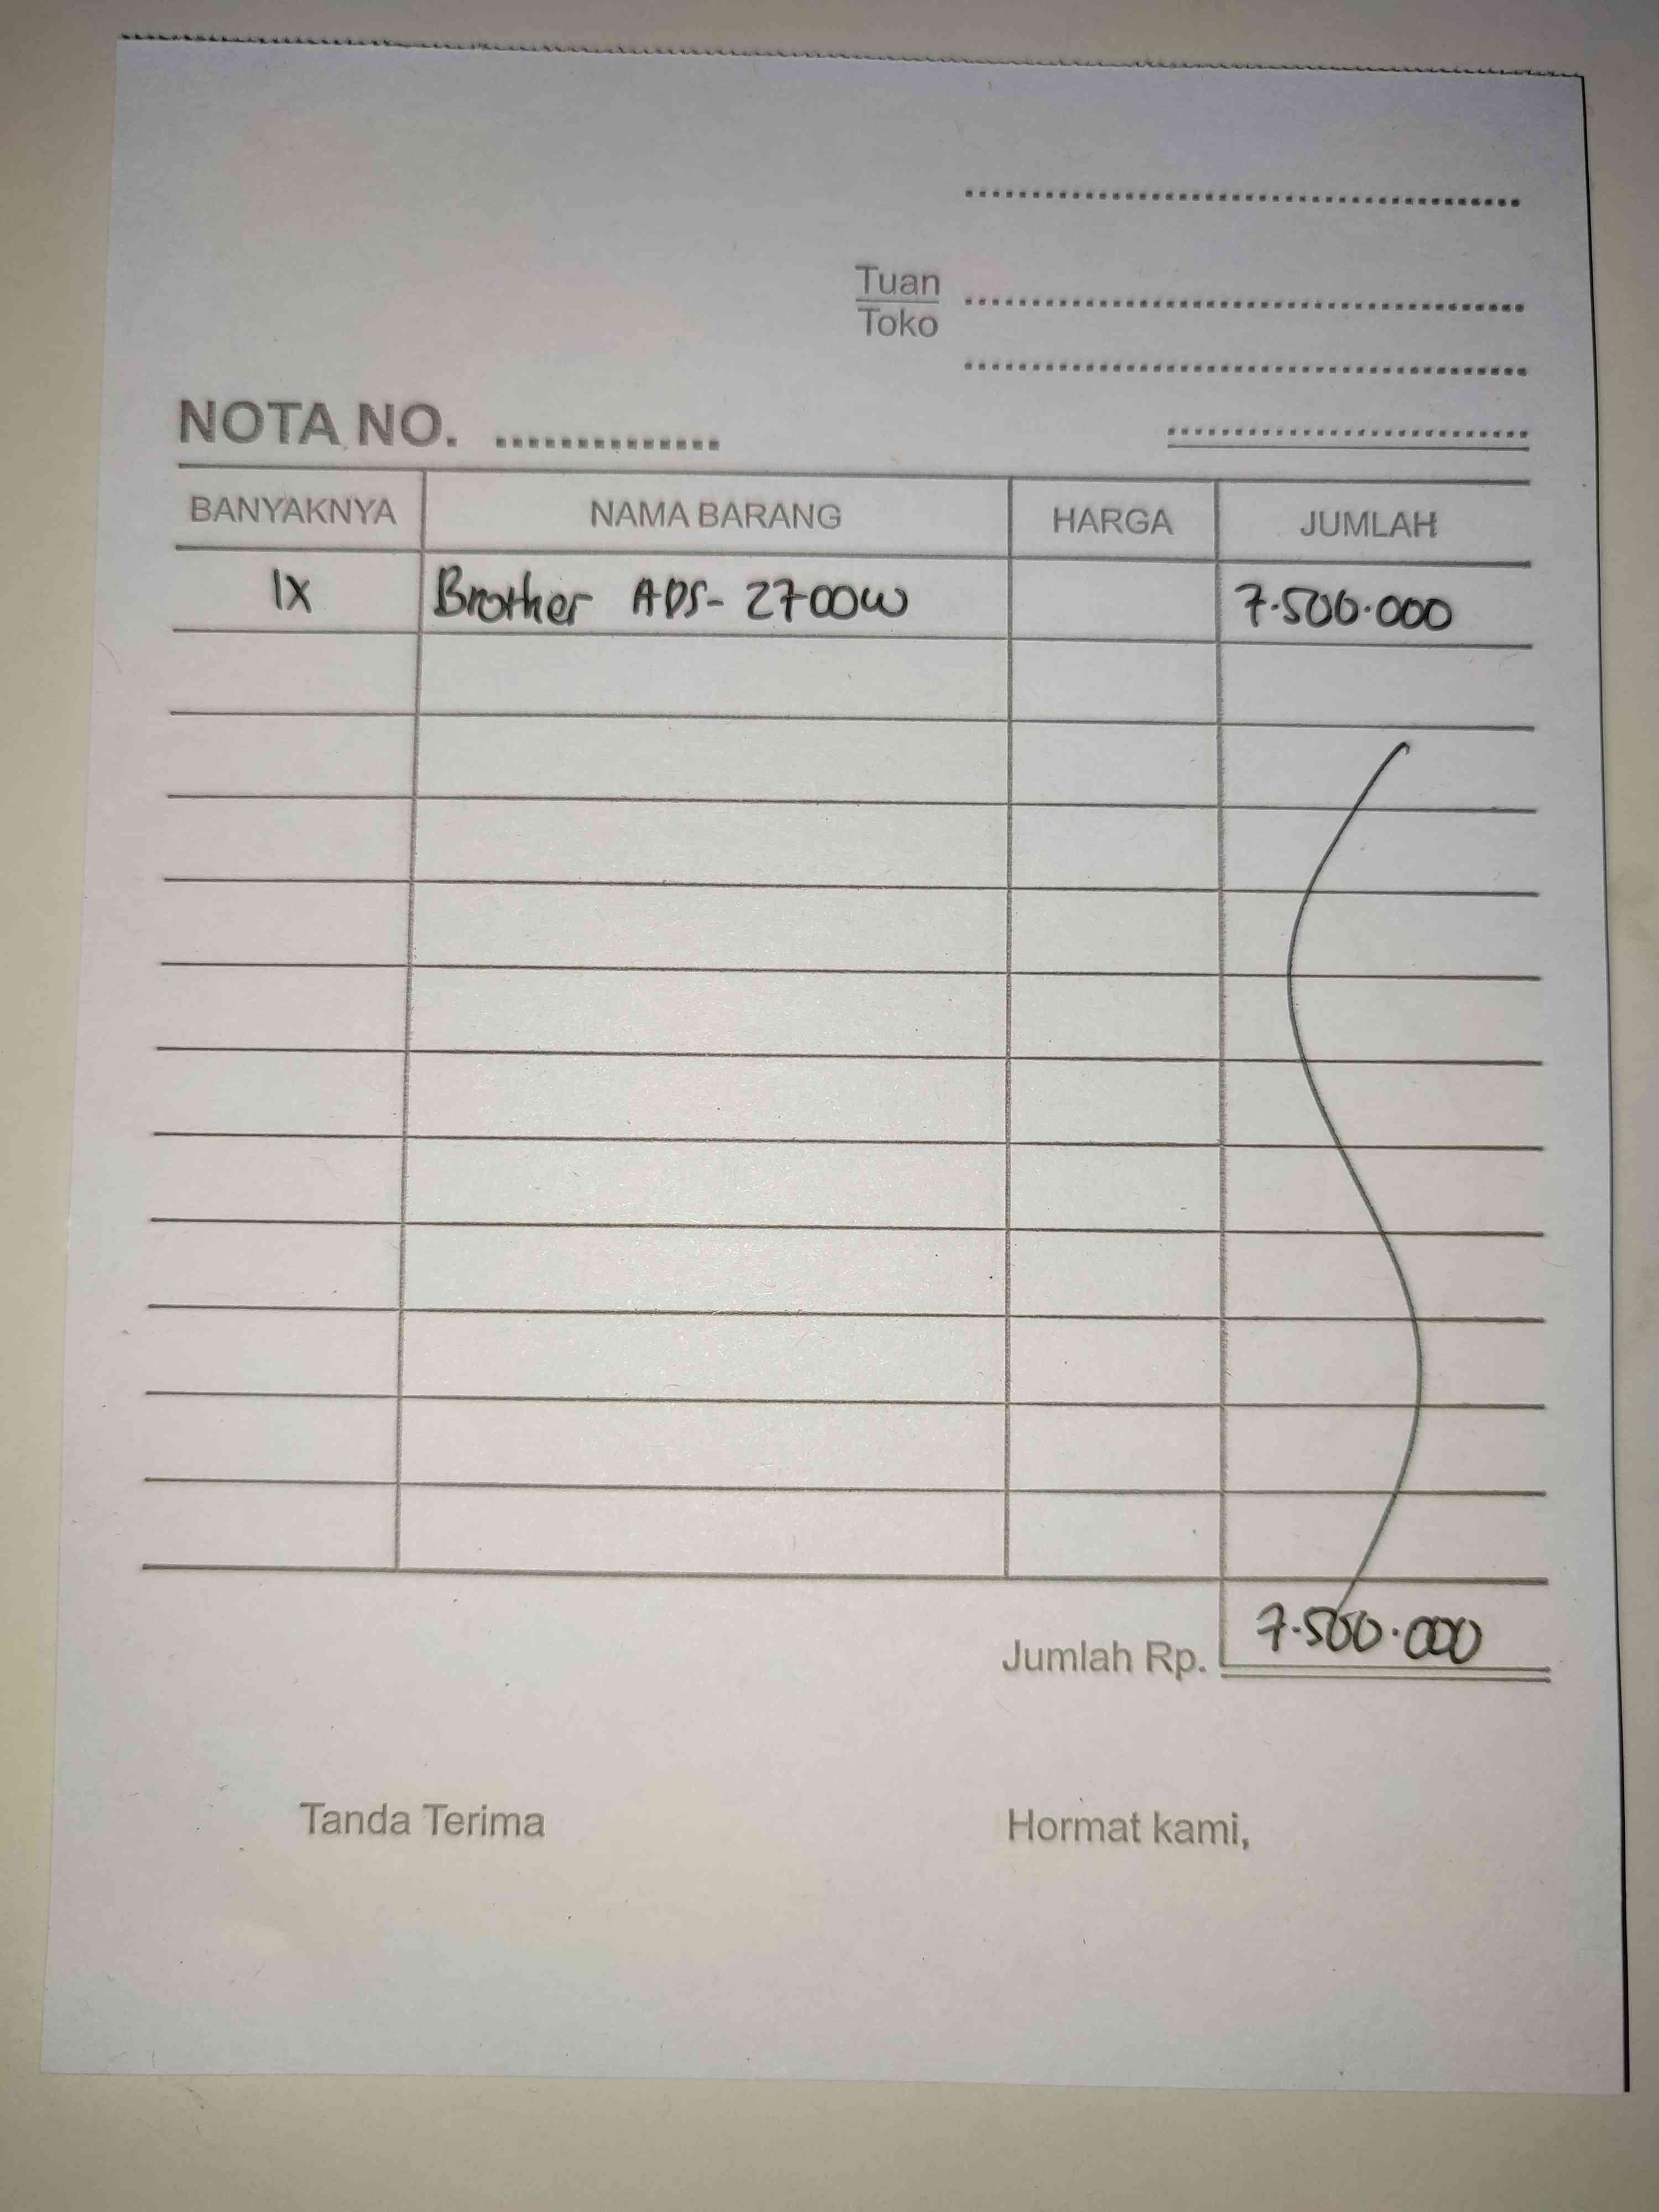 Tuan
Toko
NOTA NO. ..............
BANYAKNYA NAMA BARANG HARGA JUMLAH
1X Brother ADS-2700W 7.500.000
Jumlah Rp. 7.500.000
Tanda Terima Hormat kami,